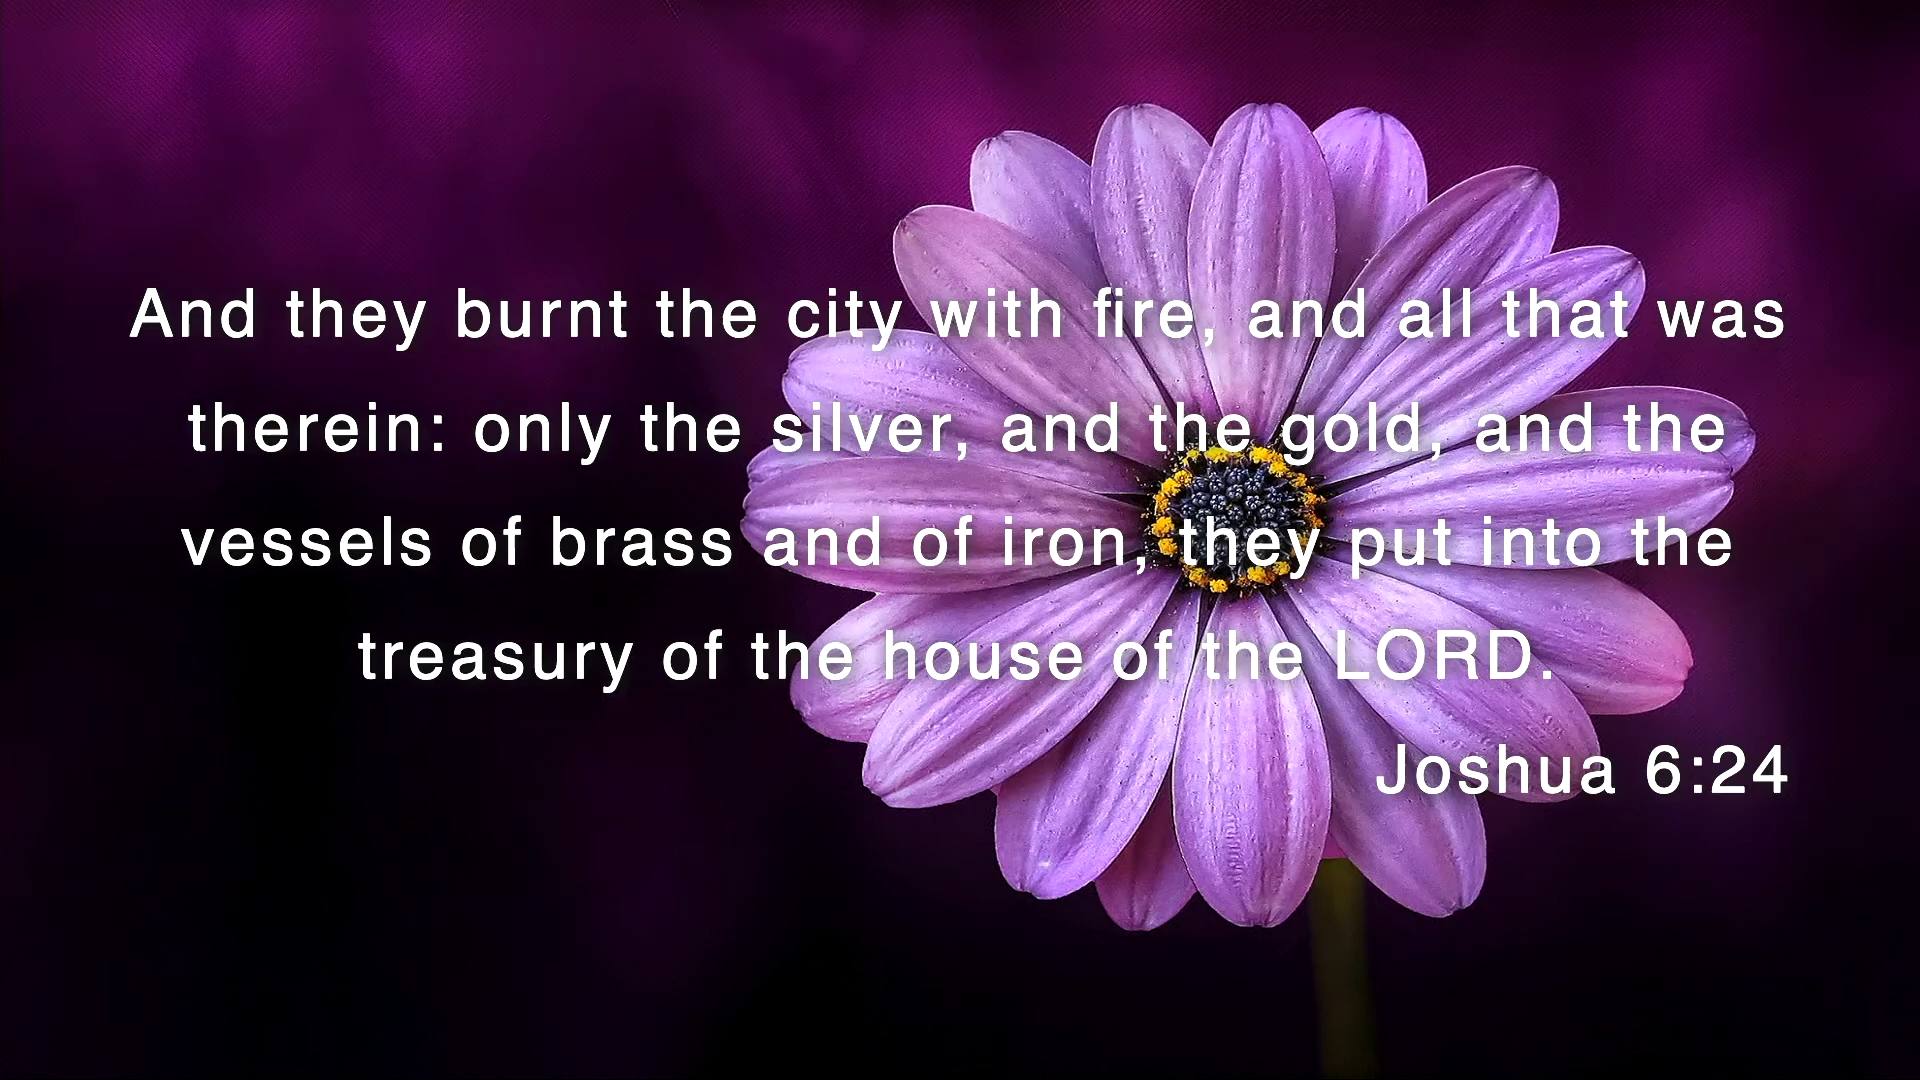 And they burnt the city with fire, and all that was
therein: only the silver, and the gold, and the
vessels of brass and of iron, they put into the
treasury of the house of the LORD.
Joshua 6:24